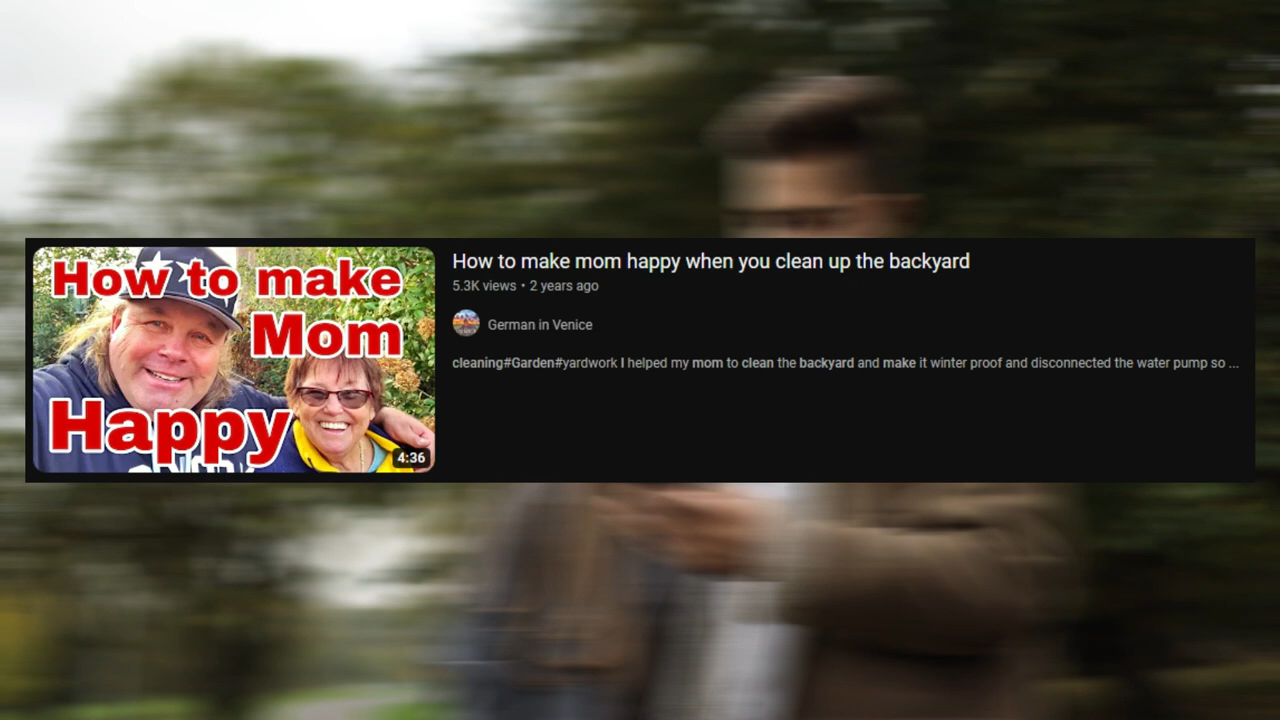 How to make
Mom
Happy
4:36
How to make mom happy when you clean up the backyard
5.3K views • 2 years ago
German in Venice
cleaning#Garden#yardwork I helped my mom to clean the backyard and make it winter proof and disconnected the water pump so ...